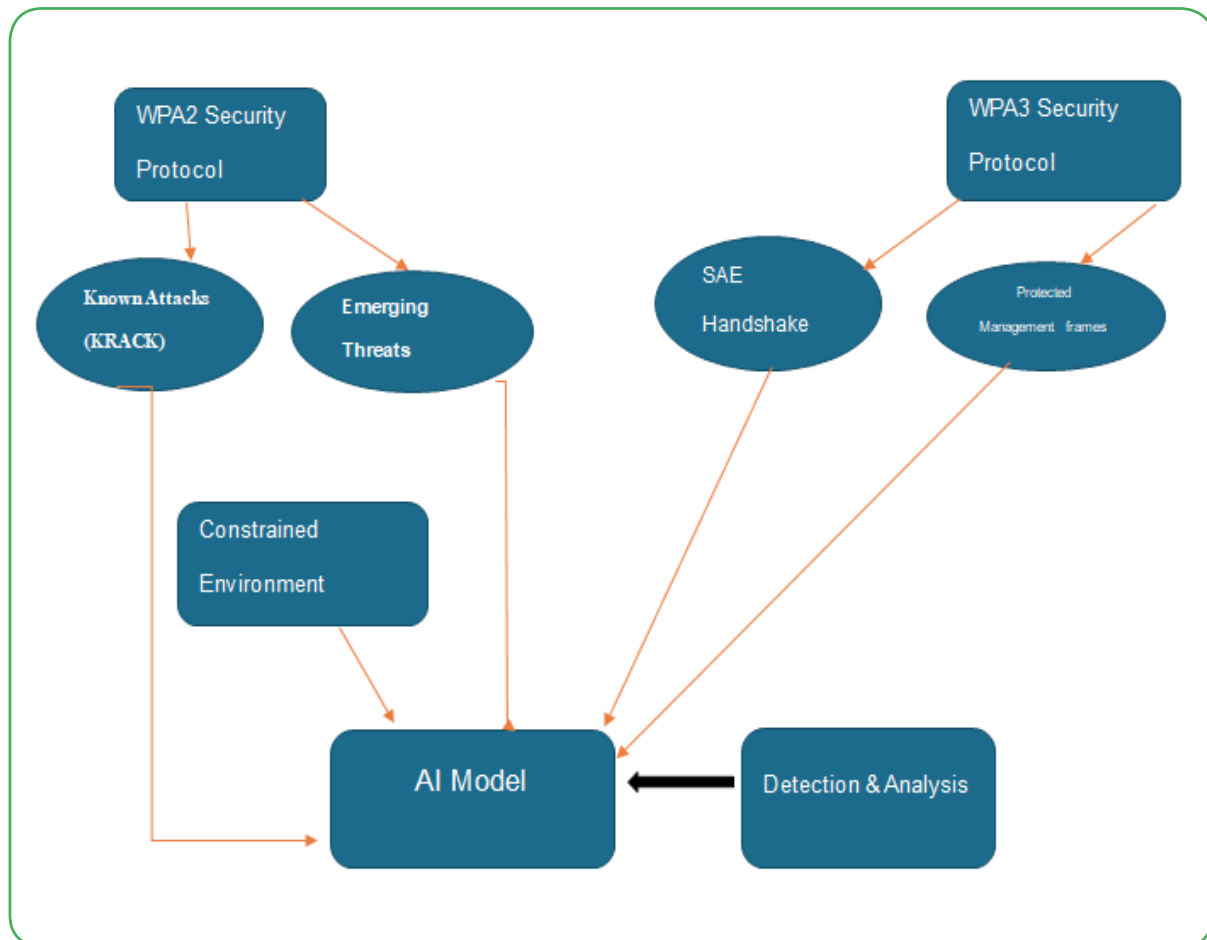 WPA2 Security
Protocol
WPA3 Security
Protocol
Known Attacks
(KRACK)
Emerging
Threats
SAE
Handshake
Protected
Management frames
Constrained
Environment
AI Model
Detection & Analysis